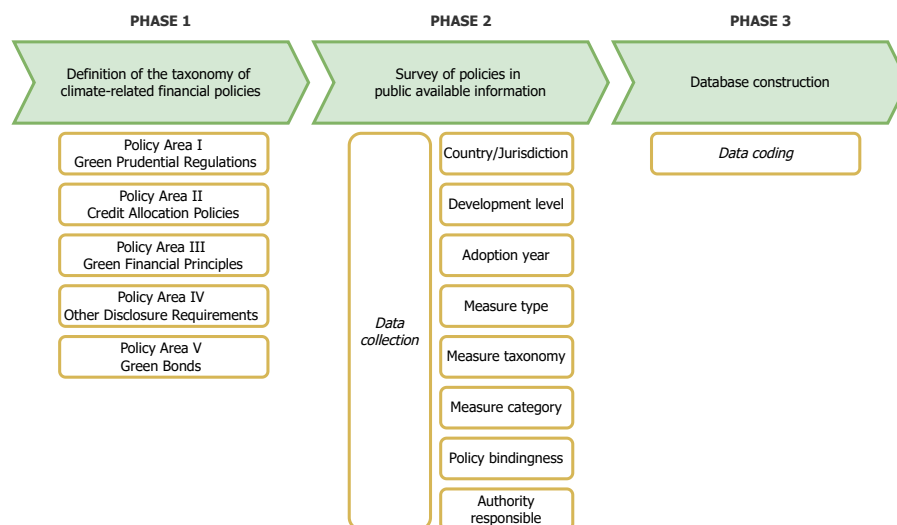 PHASE 1
PHASE 2
PHASE 3
Definition of the taxonomy of
climate-related financial policies
Survey of policies in
public available information
Database construction
Policy Area I
Green Prudential Regulations
Policy Area II
Credit Allocation Policies
Policy Area III
Green Financial Principles
Policy Area IV
Other Disclosure Requirements
Policy Area V
Green Bonds
Data
collection
Country/Jurisdiction
Development level
Adoption year
Measure type
Measure taxonomy
Measure category
Policy bindingness
Authority
responsible
Data coding